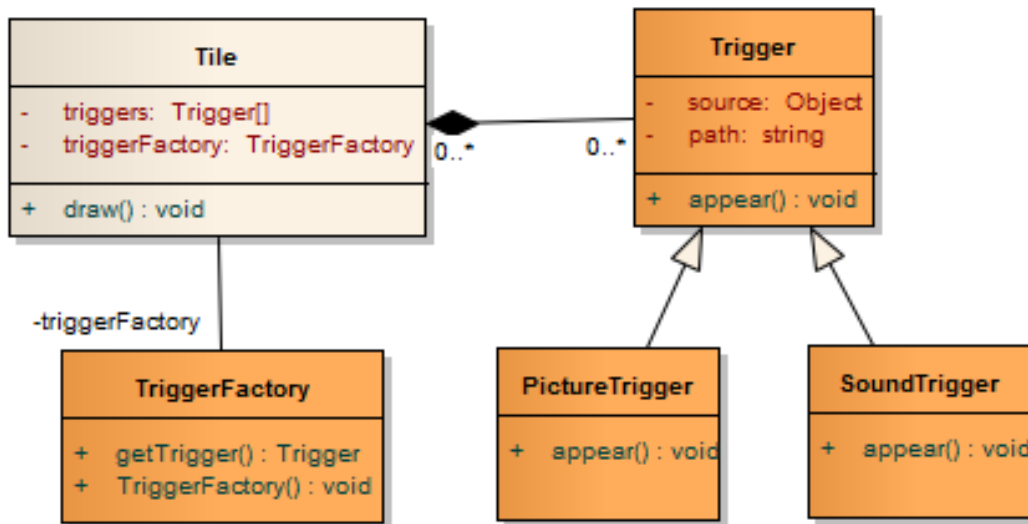 Tile
- triggers: Trigger[]
- triggerFactory: TriggerFactory
+ draw() : void
0..*
0..*
Trigger
- source: Object
- path: string
+ appear() : void
-triggerFactory
TriggerFactory
+ getTrigger() : Trigger
+ TriggerFactory() : void
PictureTrigger
+ appear() : void
SoundTrigger
+ appear() : void